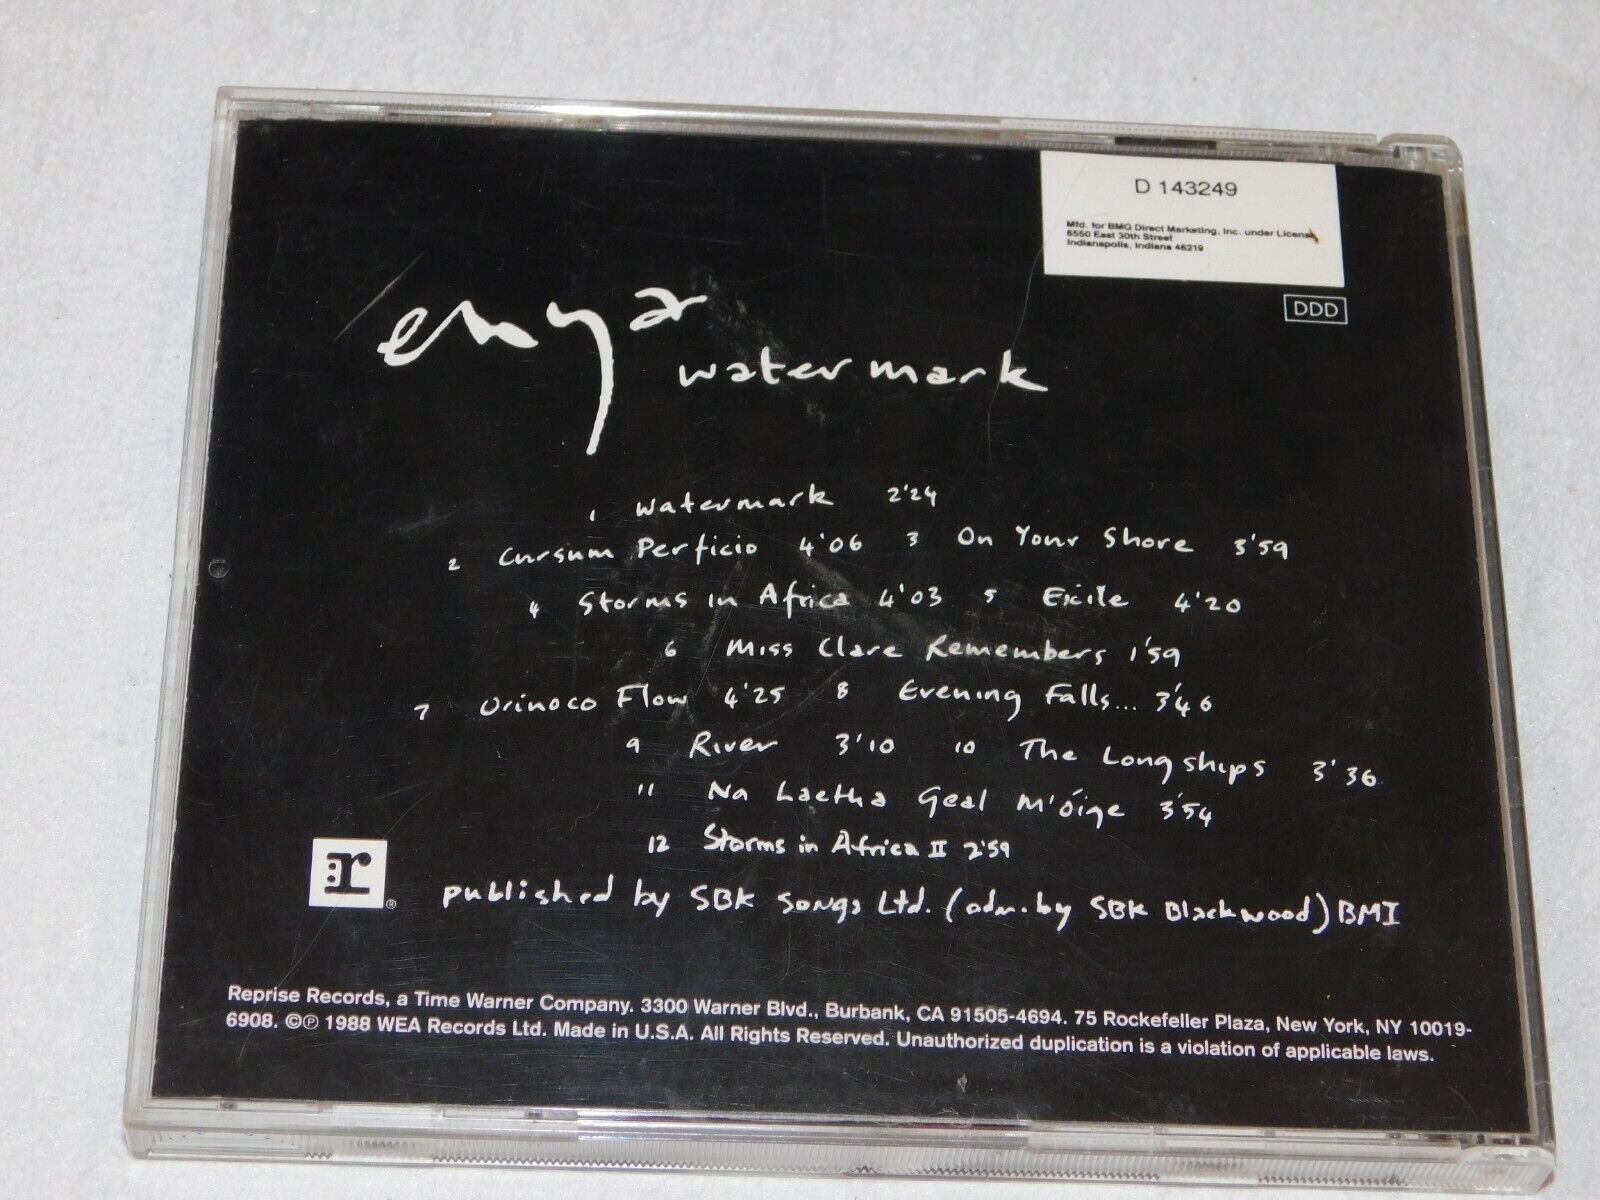 D 143249
Mfd. for BMG Direct Marketing, Inc. under License
6550 East 30th Street
Indianapolis, Indiana 46219
DDD
enya
watermark
1 Watermark 2'24
2 Cursum Perficio 4'06 3 On Your Shore 3'59
4 Storms in Africa 4'03 5 Exile 4'20
6 Miss Clare Remembers 1'59
7 Orinoco Flow 4'25 8 Evening Falls... 3'46
9 River 3'10 10 The Longships 3'36
11 Na Laetha Geal M'óige 3'54
12 Storms in Africa II 2'59
r ®
published by SBK Songs Ltd. (adm. by SBK Blackwood) BMI
Reprise Records, a Time Warner Company. 3300 Warner Blvd., Burbank, CA 91505-4694. 75 Rockefeller Plaza, New York, NY 10019-
6908. ©℗ 1988 WEA Records Ltd. Made in U.S.A. All Rights Reserved. Unauthorized duplication is a violation of applicable laws.